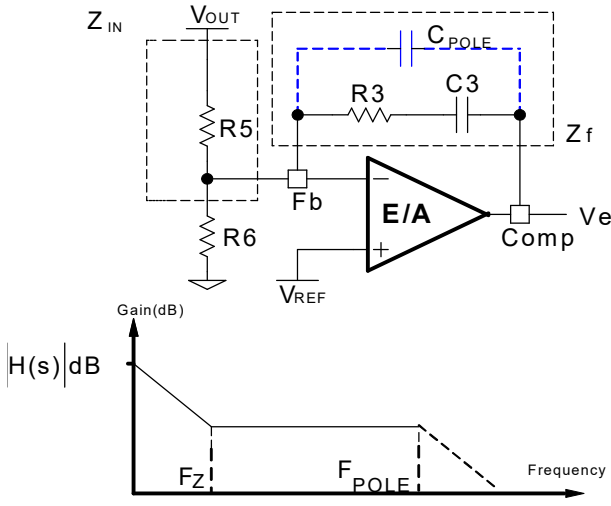 Z IN
VOUT
CPOLE
R3
C3
R5
Zf
Fb
E/A
Ve
R6
Comp
VREF
Gain(dB)
|H(s)|dB
FZ
FPOLE
Frequency